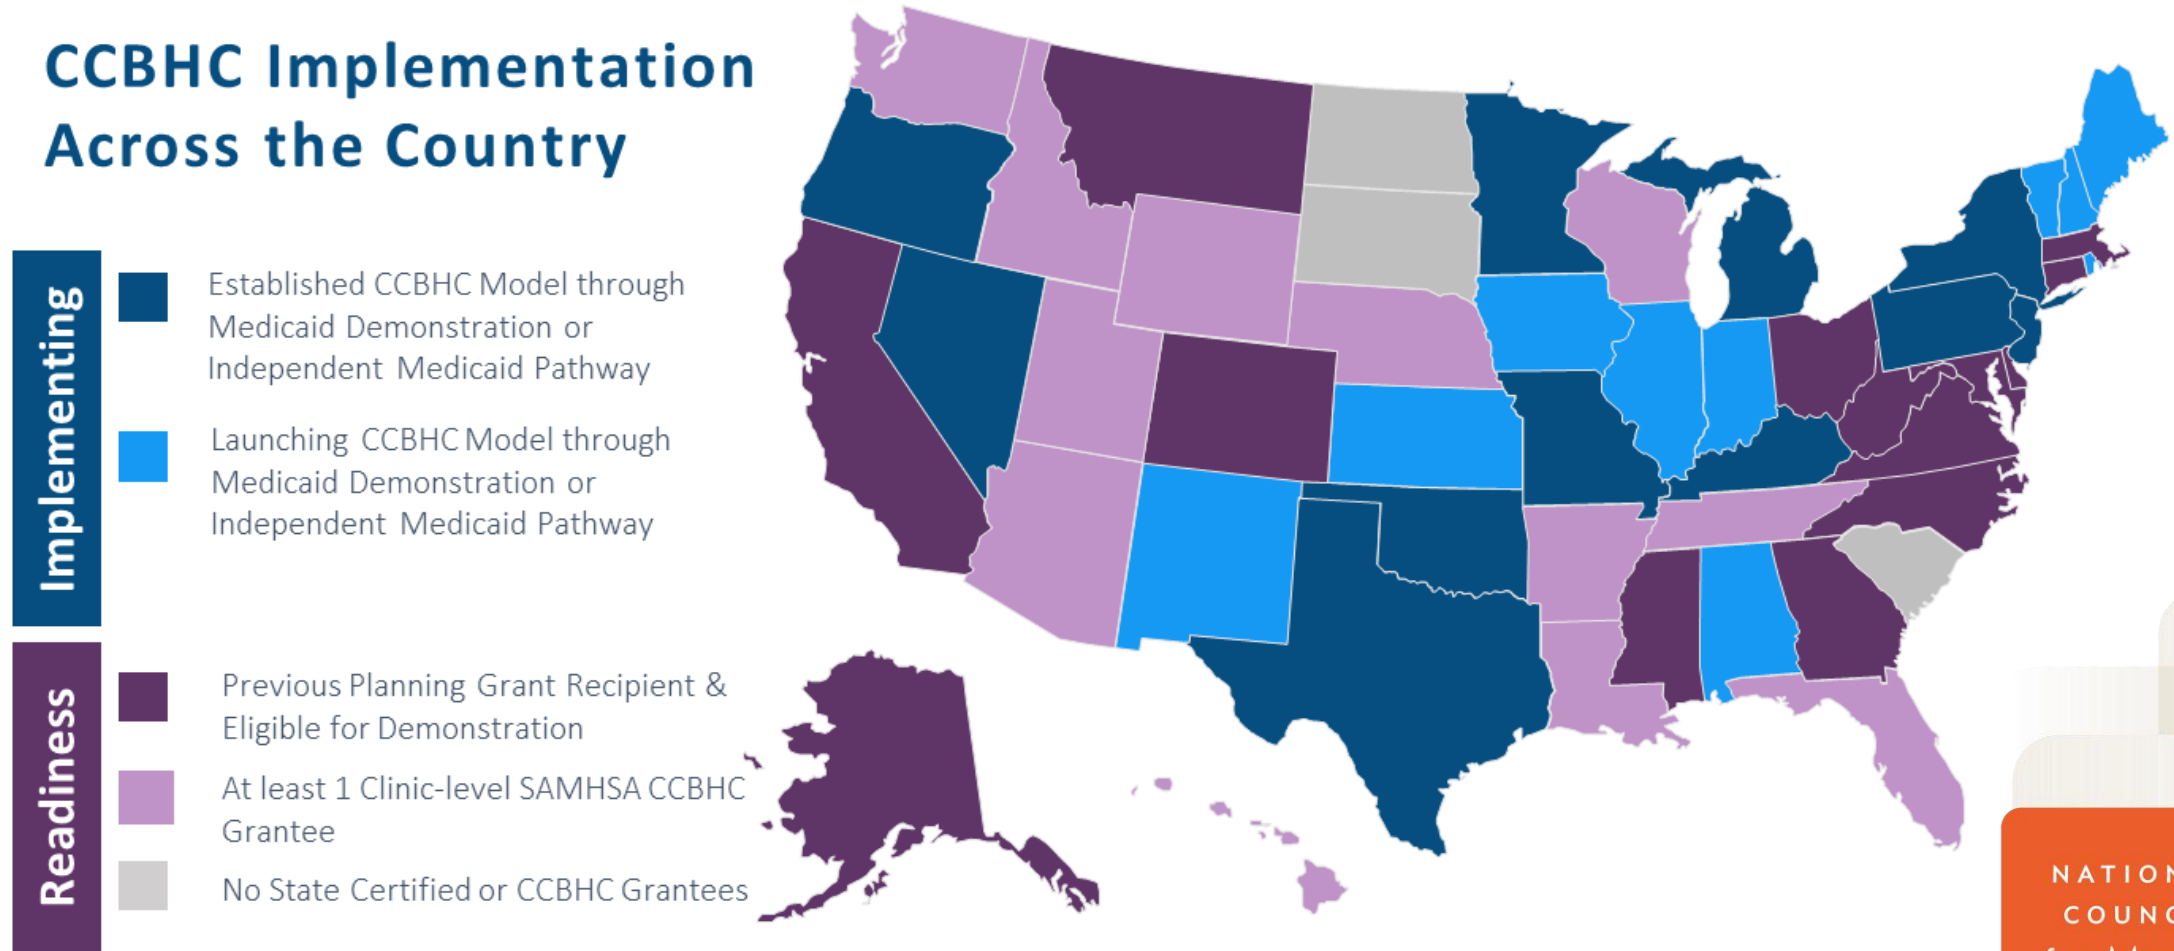 CCBHC Implementation
Across the Country
Implementing
Established CCBHC Model through
Medicaid Demonstration or
Independent Medicaid Pathway
Launching CCBHC Model through
Medicaid Demonstration or
Independent Medicaid Pathway
Readiness
Previous Planning Grant Recipient &
Eligible for Demonstration
At least 1 Clinic-level SAMHSA CCBHC
Grantee
No State Certified or CCBHC Grantees